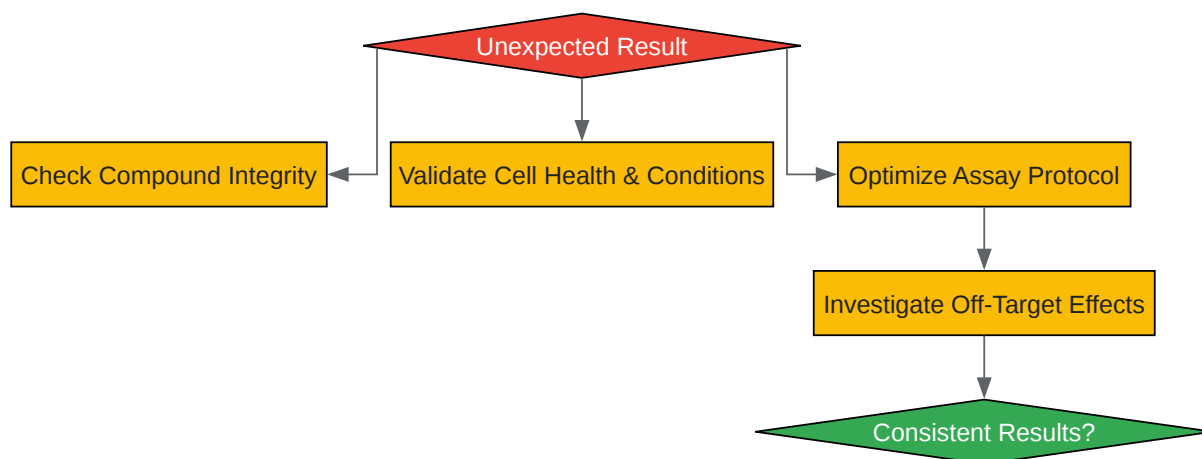 Unexpected Result
Check Compound Integrity
Validate Cell Health & Conditions
Optimize Assay Protocol
Investigate Off-Target Effects
Consistent Results?